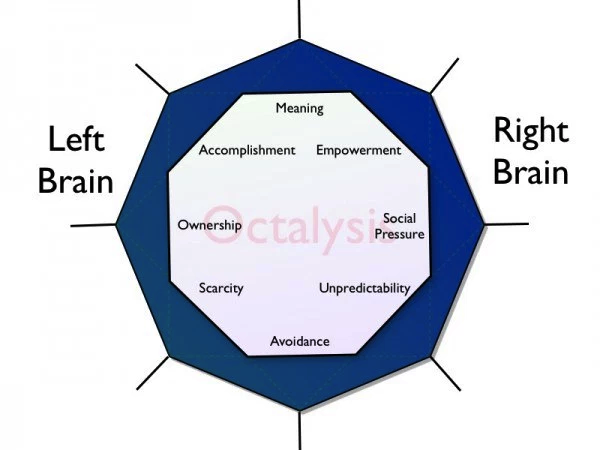 Meaning
Accomplishment
Empowerment
Left
Brain
Right
Brain
Octalysis
Ownership
Social
Pressure
Scarcity
Unpredictability
Avoidance